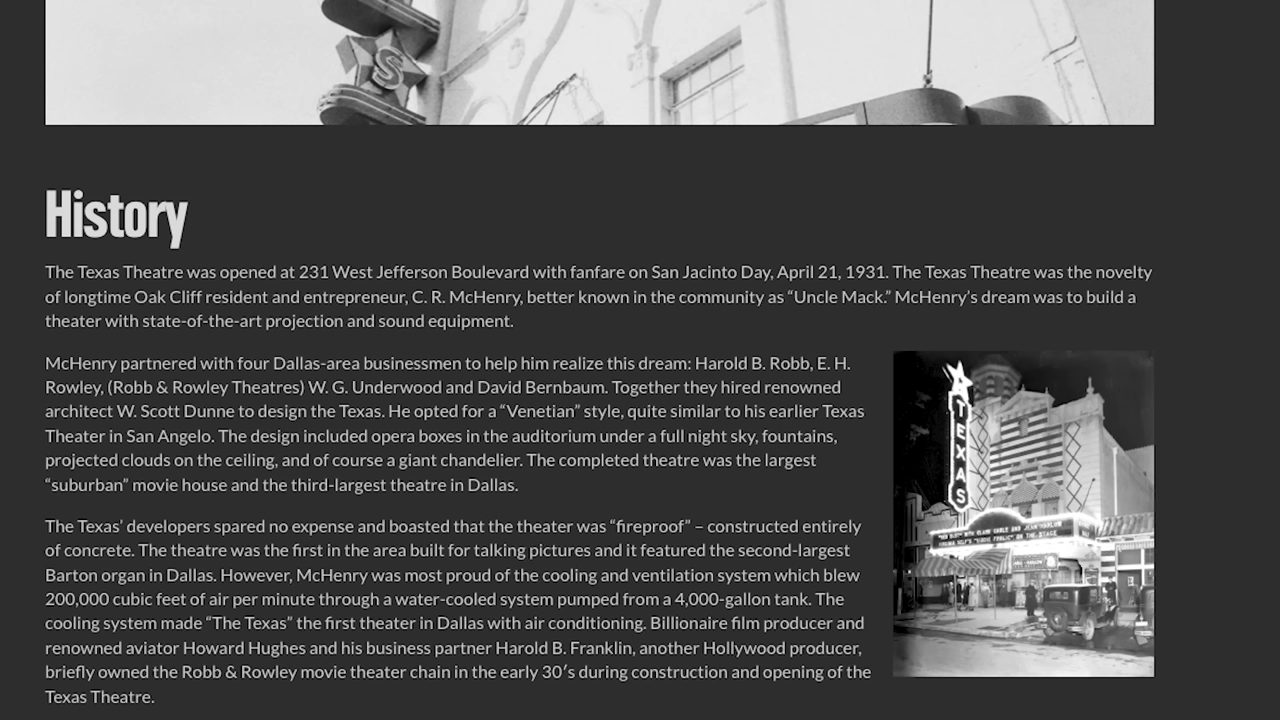 S
History
The Texas Theatre was opened at 231 West Jefferson Boulevard with fanfare on San Jacinto Day, April 21, 1931. The Texas Theatre was the novelty
of longtime Oak Cliff resident and entrepreneur, C. R. McHenry, better known in the community as “Uncle Mack.” McHenry’s dream was to build a
theater with state-of-the-art projection and sound equipment.
McHenry partnered with four Dallas-area businessmen to help him realize this dream: Harold B. Robb, E. H.
Rowley, (Robb & Rowley Theatres) W. G. Underwood and David Bernbaum. Together they hired renowned
architect W. Scott Dunne to design the Texas. He opted for a “Venetian” style, quite similar to his earlier Texas
Theater in San Angelo. The design included opera boxes in the auditorium under a full night sky, fountains,
projected clouds on the ceiling, and of course a giant chandelier. The completed theatre was the largest
“suburban” movie house and the third-largest theatre in Dallas.
The Texas’ developers spared no expense and boasted that the theater was “fireproof” – constructed entirely
of concrete. The theatre was the first in the area built for talking pictures and it featured the second-largest
Barton organ in Dallas. However, McHenry was most proud of the cooling and ventilation system which blew
200,000 cubic feet of air per minute through a water-cooled system pumped from a 4,000-gallon tank. The
cooling system made “The Texas” the first theater in Dallas with air conditioning. Billionaire film producer and
renowned aviator Howard Hughes and his business partner Harold B. Franklin, another Hollywood producer,
briefly owned the Robb & Rowley movie theater chain in the early 30′s during construction and opening of the
Texas Theatre.
TEXAS
"RED DUST" WITH CLARK GABLE AND JEAN HARLOW
ON THE STAGE